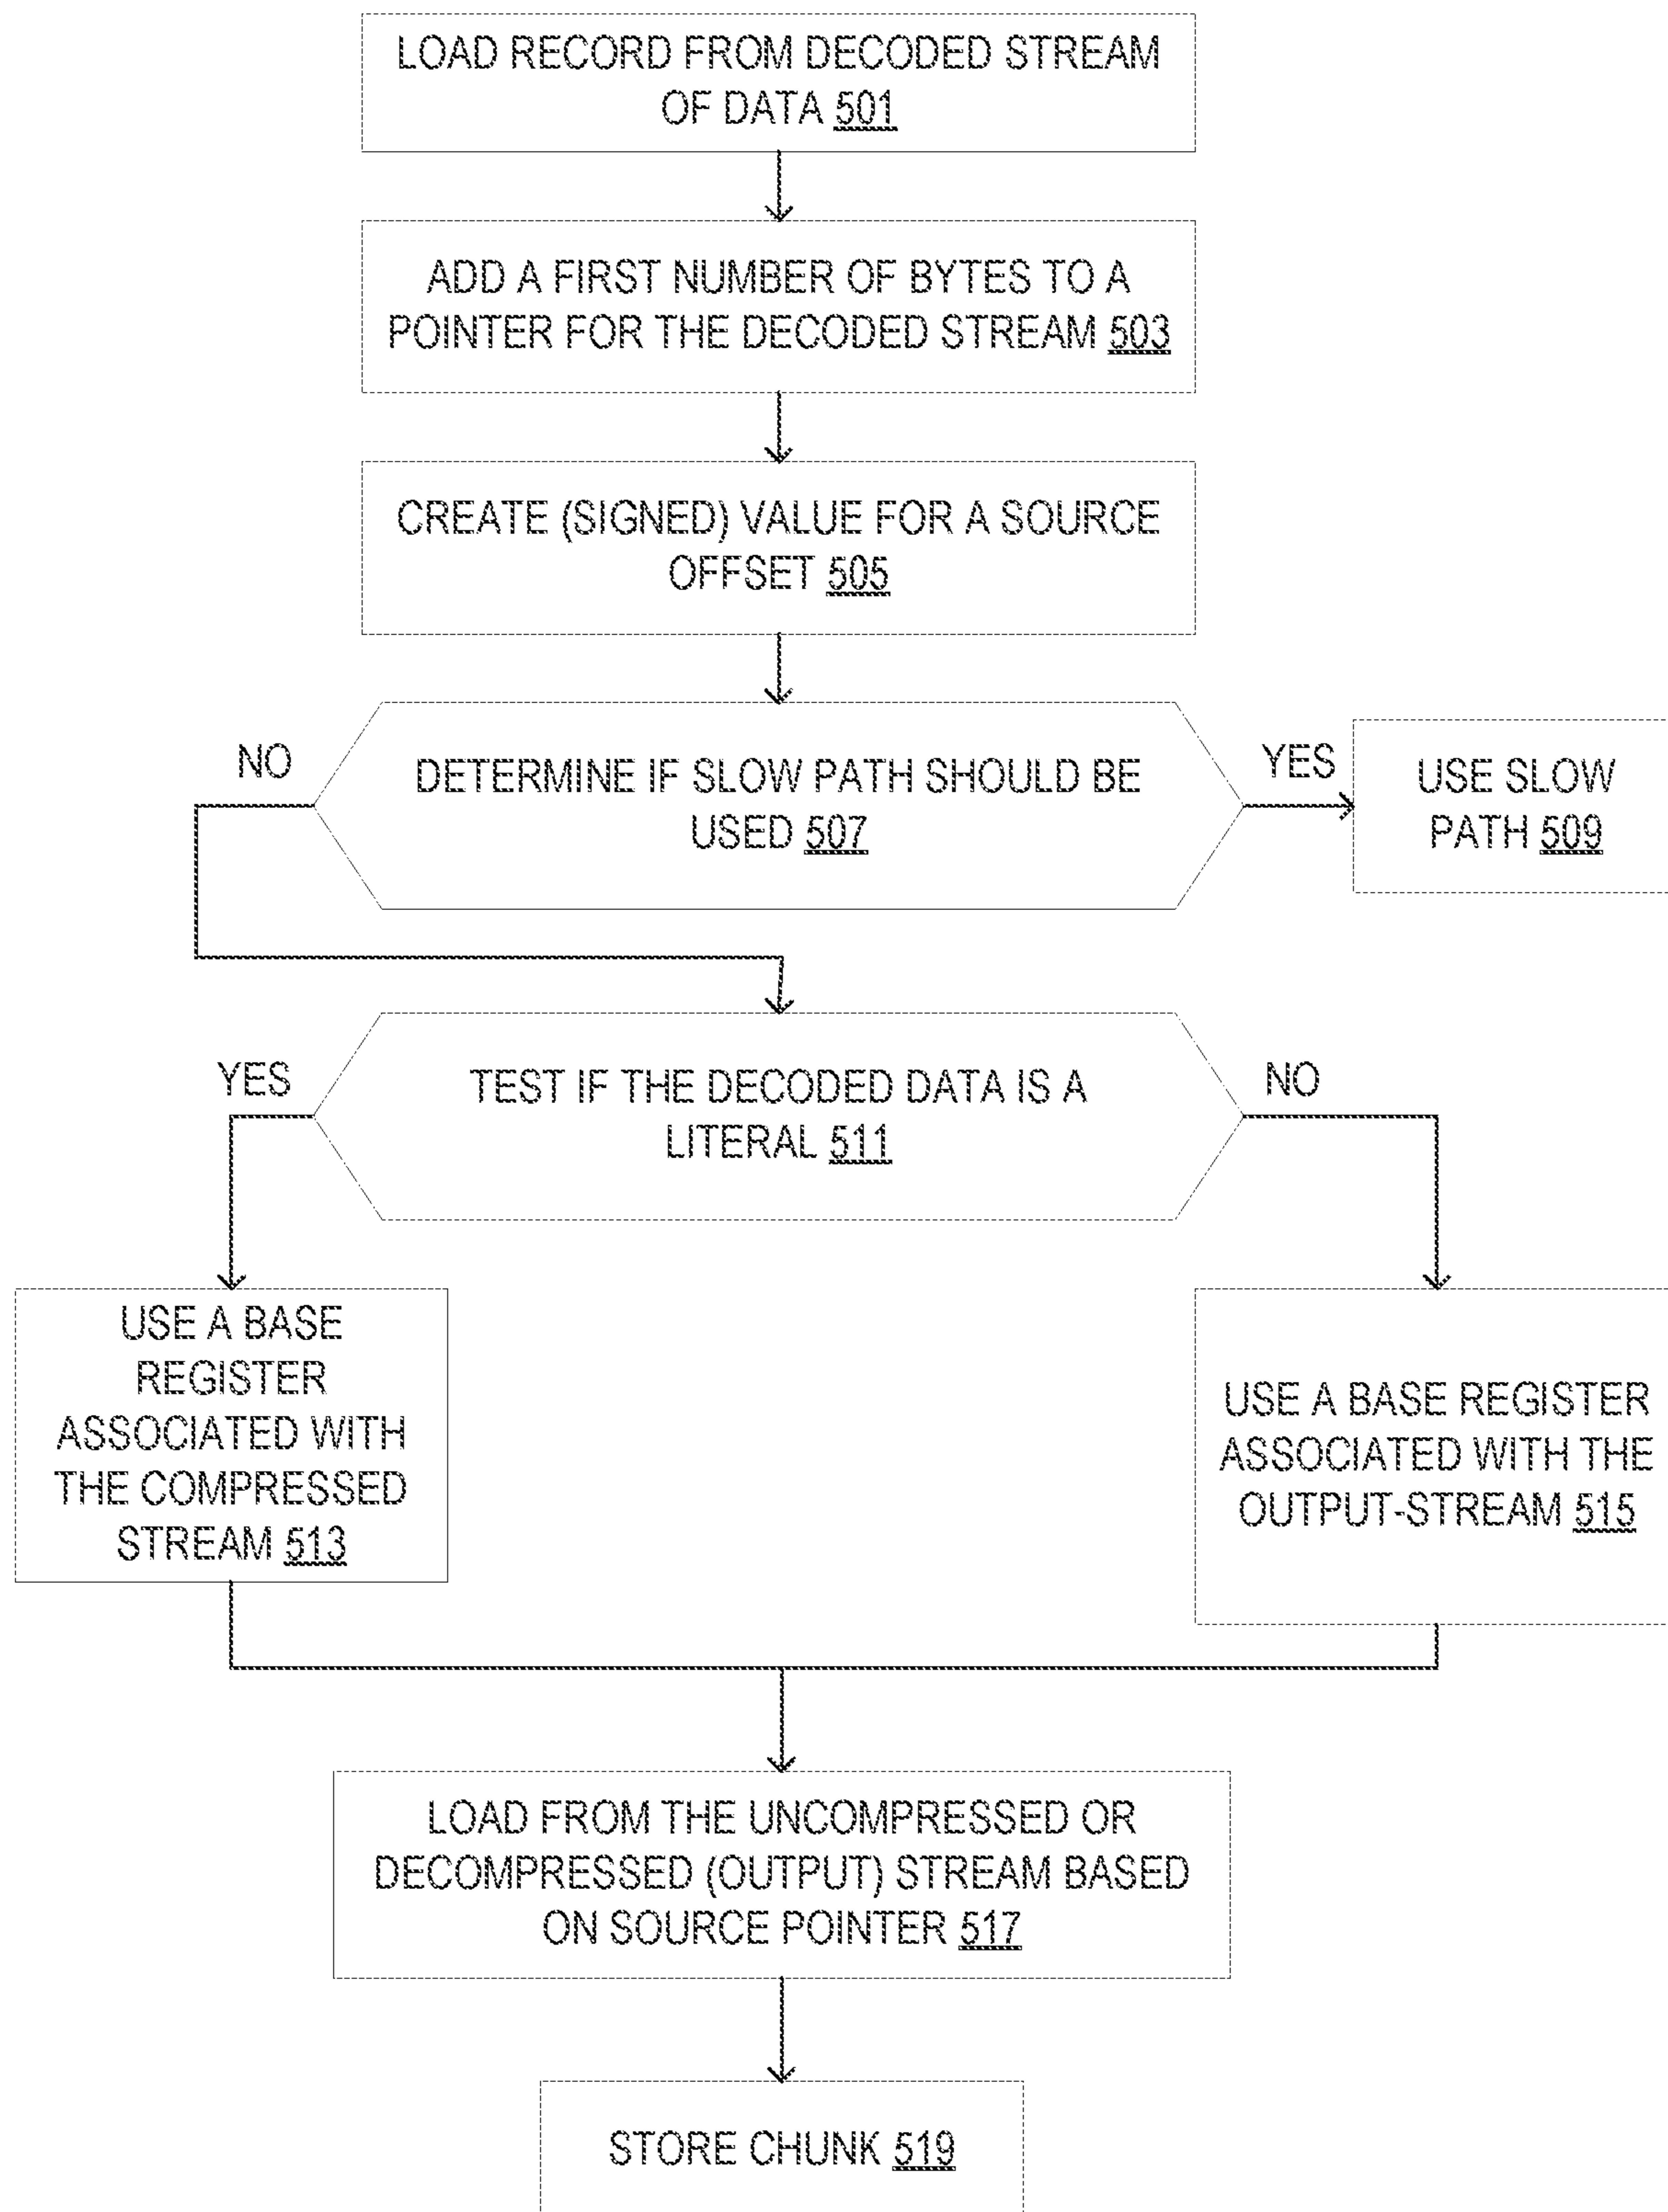 LOAD RECORD FROM DECODED STREAM
OF DATA 501
ADD A FIRST NUMBER OF BYTES TO A
POINTER FOR THE DECODED STREAM 503
CREATE (SIGNED) VALUE FOR A SOURCE
OFFSET 505
NO
DETERMINE IF SLOW PATH SHOULD BE
USED 507
YES
USE SLOW
PATH 509
YES
TEST IF THE DECODED DATA IS A
LITERAL 511
NO
USE A BASE
REGISTER
ASSOCIATED WITH
THE COMPRESSED
STREAM 513
USE A BASE REGISTER
ASSOCIATED WITH THE
OUTPUT-STREAM 515
LOAD FROM THE UNCOMPRESSED OR
DECOMPRESSED (OUTPUT) STREAM BASED
ON SOURCE POINTER 517
STORE CHUNK 519